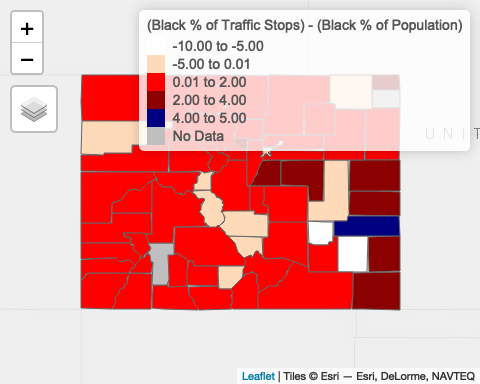 +
(Black % of Traffic Stops) - (Black % of Population)
-10.00 to -5.00
−
-5.00 to 0.01
0.01 to 2.00
2.00 to 4.00
4.00 to 5.00
No Data
UNIT
Leaflet | Tiles © Esri — Esri, DeLorme, NAVTEQ